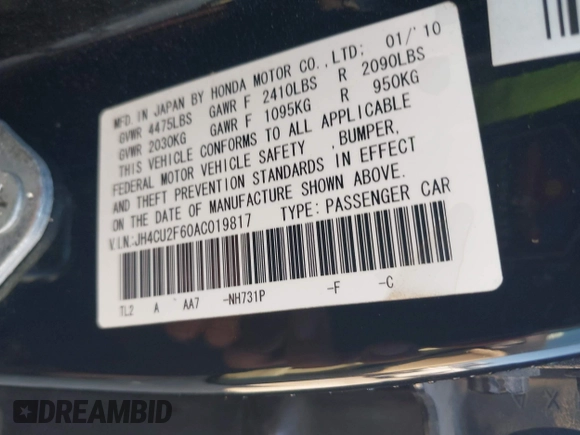 MFD. IN JAPAN BY HONDA MOTOR CO., LTD: 01/'10
GVWR 4475LBS GAWR F 2410LBS R 2090LBS
GVWR 2030KG GAWR F 1095KG R 950KG
THIS VEHICLE CONFORMS TO ALL APPLICABLE
FEDERAL MOTOR VEHICLE SAFETY ,BUMPER,
AND THEFT PREVENTION STANDARDS IN EFFECT
ON THE DATE OF MANUFACTURE SHOWN ABOVE.
V.I.N:JH4CU2F60AC019817 TYPE:PASSENGER CAR
TL2 A AA7 -NH731P -F -C
DREAMBID